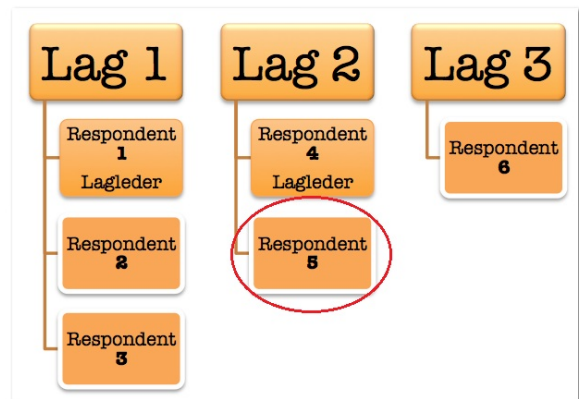 Lag 1
Respondent
1
Lagleder
Respondent
2
Respondent
3
Lag 2
Respondent
4
Lagleder
Respondent
5
Lag 3
Respondent
6